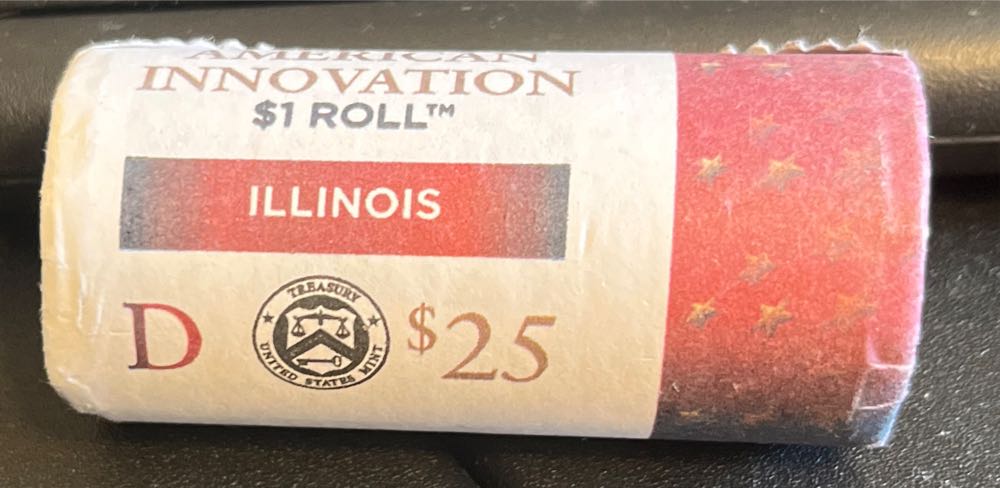 AMERICAN
INNOVATION
$1 ROLL™
ILLINOIS
D
TREASURY
UNITED STATES MINT
$25